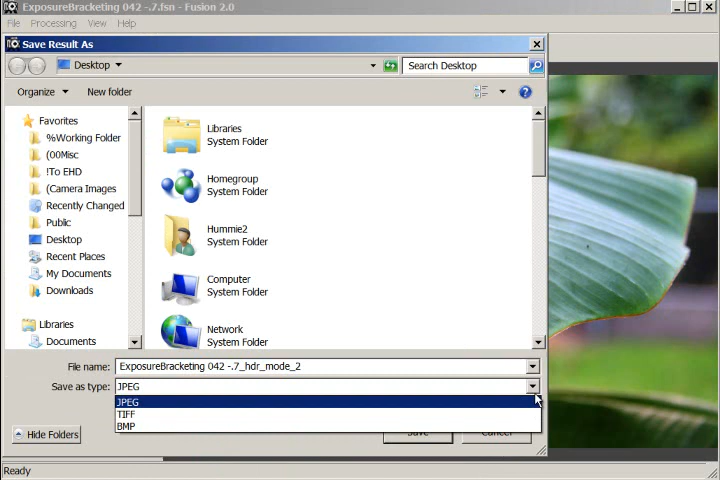 ExposureBracketing 042 -.7.fsn - Fusion 2.0
File Processing View Help
Save Result As
Desktop
Search Desktop
Organize New folder
Favorites
%Working Folder
(00Misc
!To EHD
(Camera Images
Recently Changed
Public
Desktop
Recent Places
My Documents
Downloads
Libraries
Documents
Libraries
System Folder
Homegroup
System Folder
Hummie2
System Folder
Computer
System Folder
Network
System Folder
File name: ExposureBracketing 042 -.7_hdr_mode_2
Save as type: JPEG
JPEG
TIFF
BMP
Hide Folders
Save Cancel
Ready